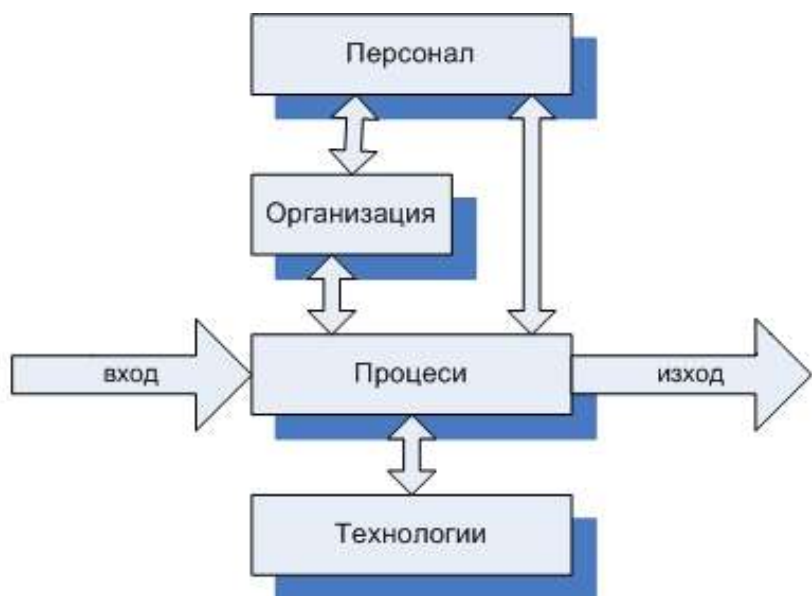 Персонал
Организация
вход
Процеси
изход
Технологии